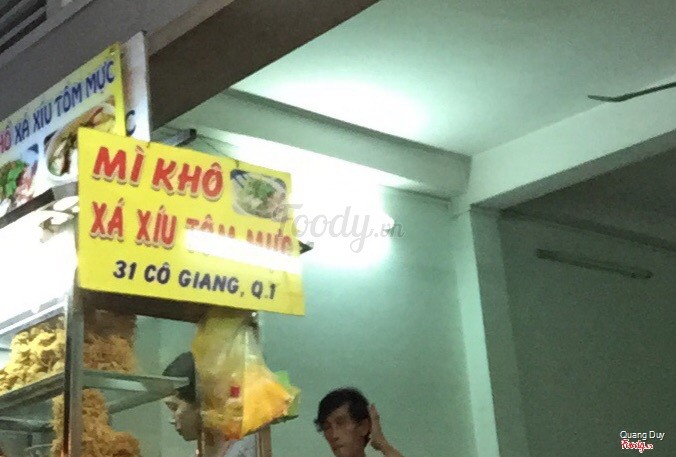 HỒ XÁ XÍU TÔM MỰC
MÌ KHÔ
XÁ XÍU TÔM MỰC
31 CÔ GIANG, Q.1
Foody.vn
Quang Duy
Foody.vn